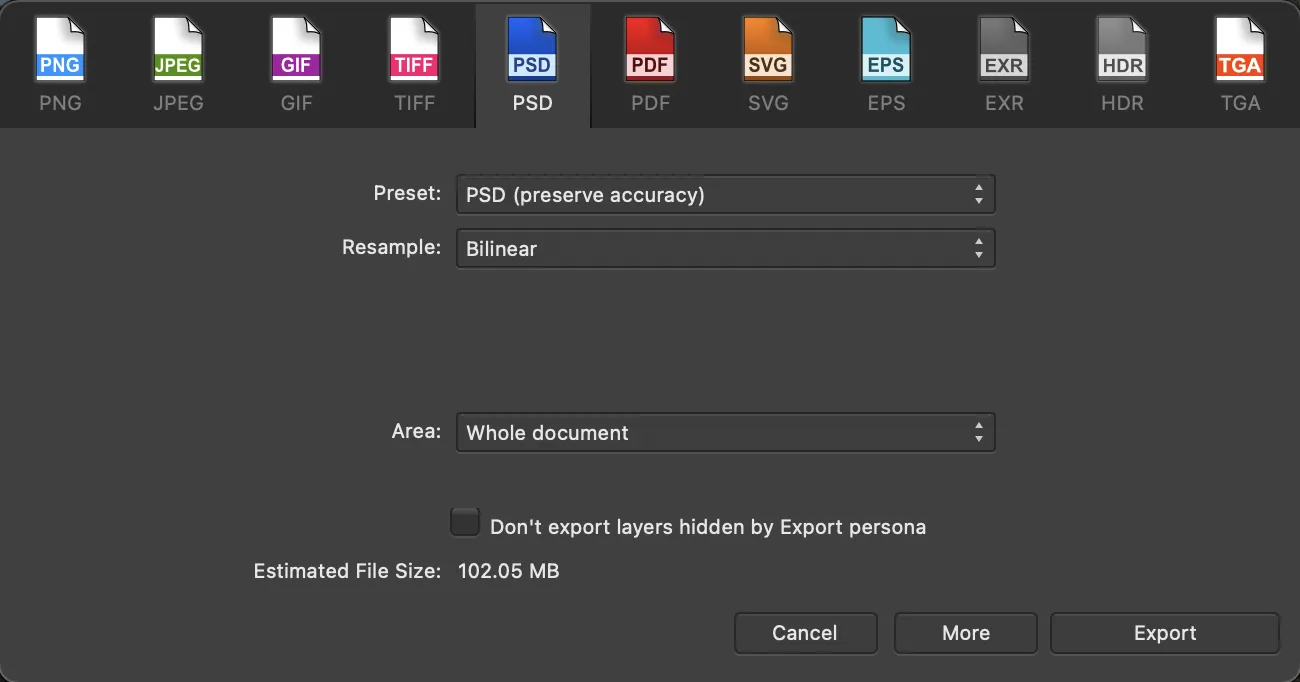 PNG JPEG GIF TIFF PSD PDF SVG EPS EXR HDR TGA
PNG JPEG GIF TIFF PSD PDF SVG EPS EXR HDR TGA
Preset: PSD (preserve accuracy)
Resample: Bilinear
Area: Whole document
Don't export layers hidden by Export persona
Estimated File Size: 102.05 MB
Cancel More Export